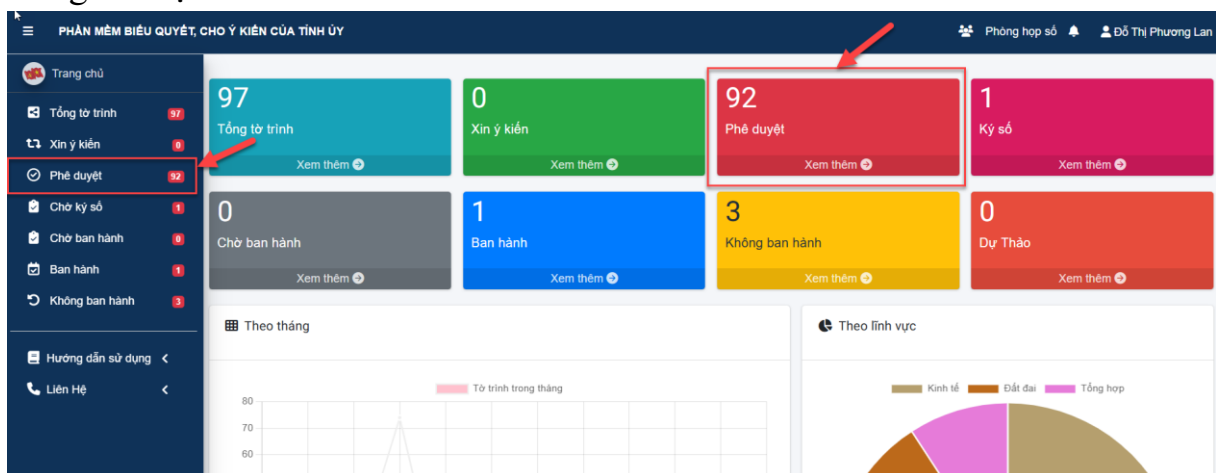 PHẦN MỀM BIỂU QUYẾT, CHO Ý KIẾN CỦA TỈNH ỦY
Phòng họp số
Đỗ Thị Phương Lan
Trang chủ
Tổng tờ trình 97
Xin ý kiến 0
Phê duyệt 92
Chờ ký số 1
Chờ ban hành 0
Ban hành 1
Không ban hành 3
Hướng dẫn sử dụng
Liên Hệ
97
Tổng tờ trình
Xem thêm
0
Xin ý kiến
Xem thêm
92
Phê duyệt
Xem thêm
1
Ký số
Xem thêm
0
Chờ ban hành
Xem thêm
1
Ban hành
Xem thêm
3
Không ban hành
Xem thêm
0
Dự Thảo
Xem thêm
Theo tháng
Tờ trình trong tháng
80
70
60
Theo lĩnh vực
Kinh tế Đất đai Tổng hợp